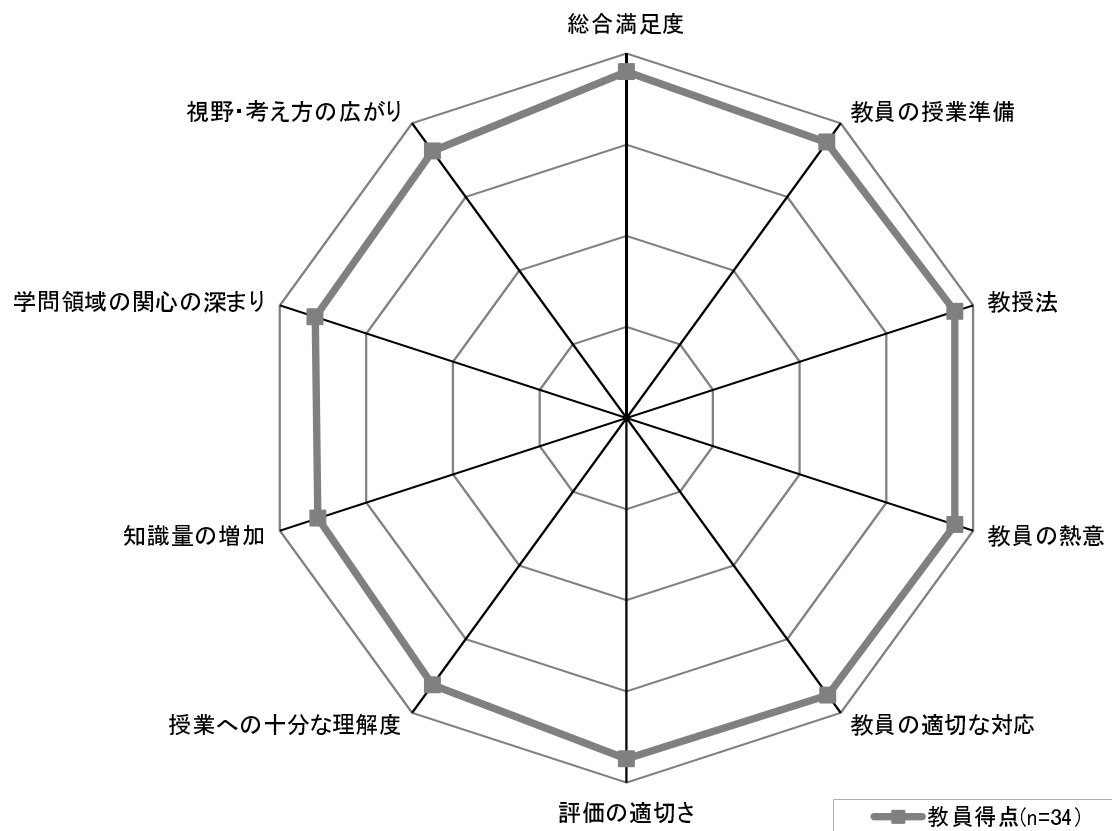 総合満足度
視野・考え方の広がり
教員の授業準備
学問領域の関心の深まり
教授法
知識量の増加
教員の熱意
授業への十分な理解度
教員の適切な対応
評価の適切さ
教員得点(n=34)